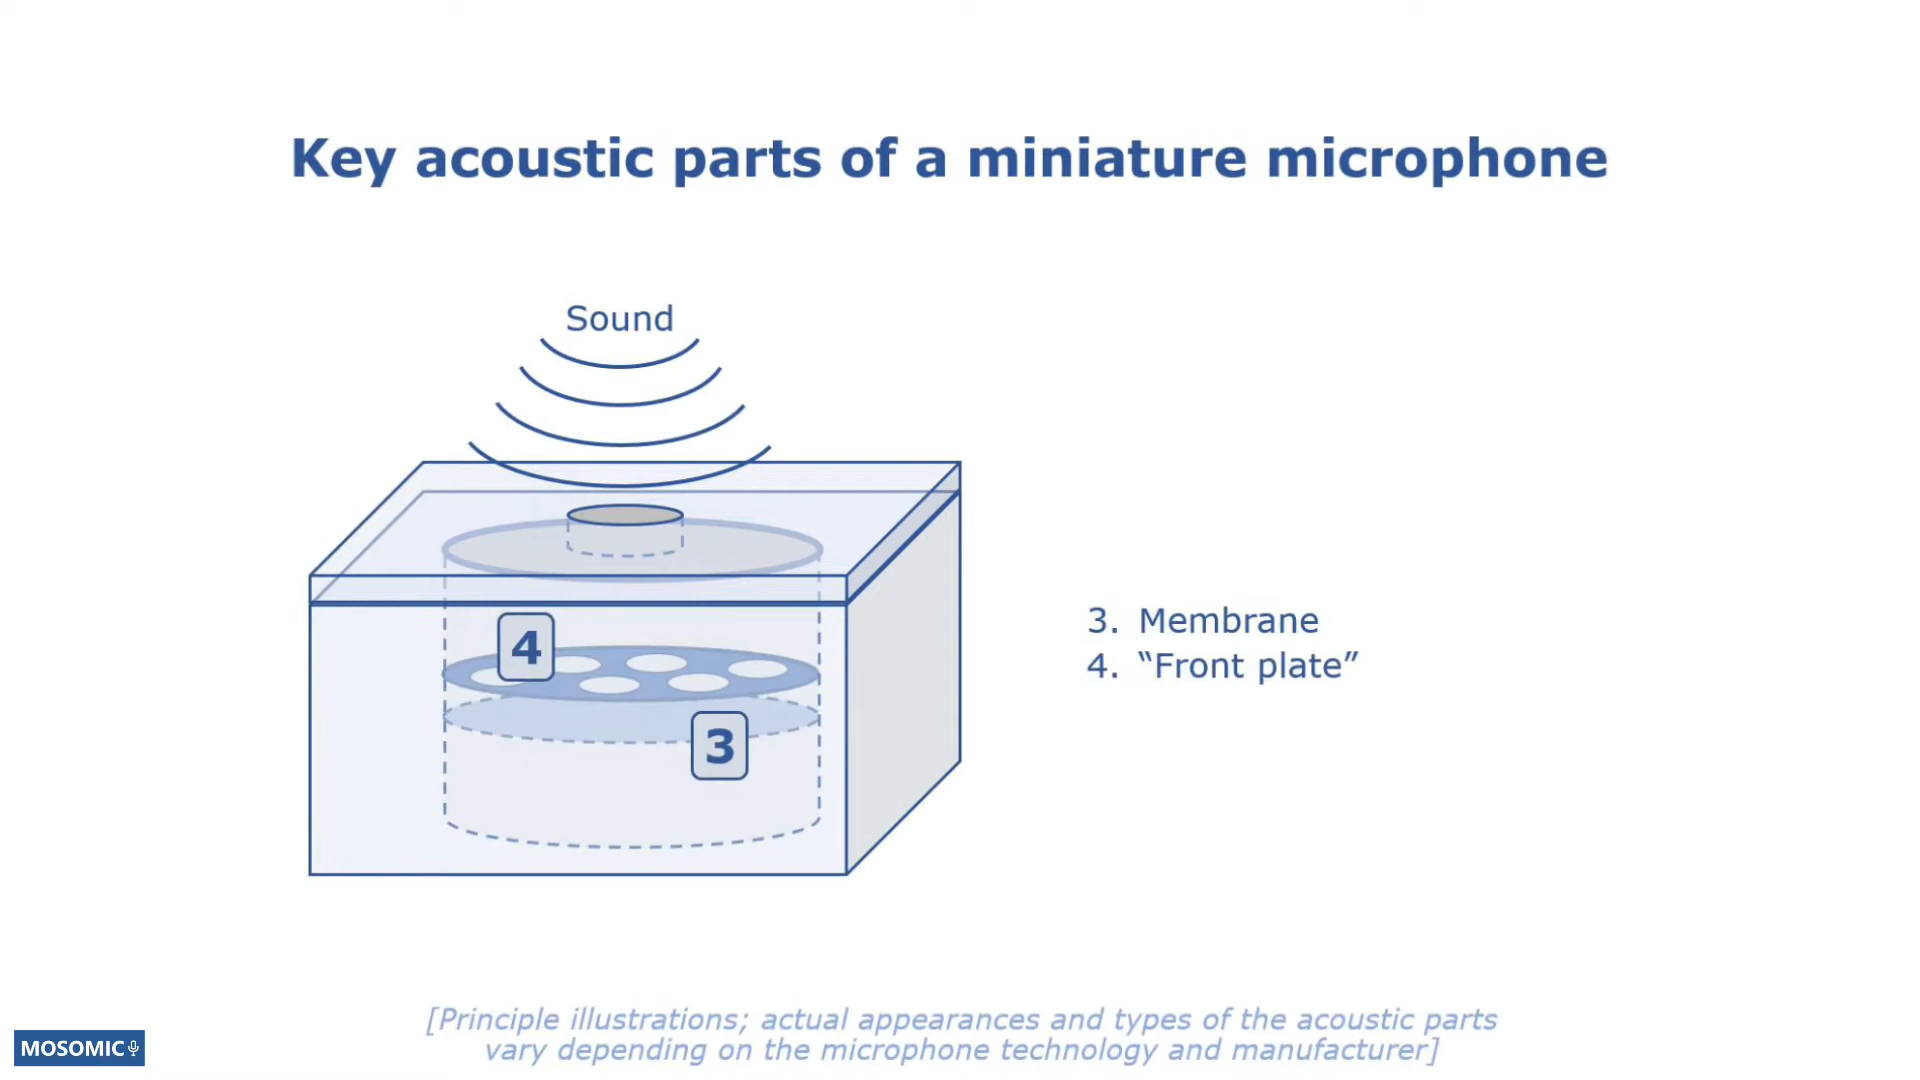 Key acoustic parts of a miniature microphone
Sound
4
3
3. Membrane
4. “Front plate”
[Principle illustrations; actual appearances and types of the acoustic parts
vary depending on the microphone technology and manufacturer]
MOSOMIC